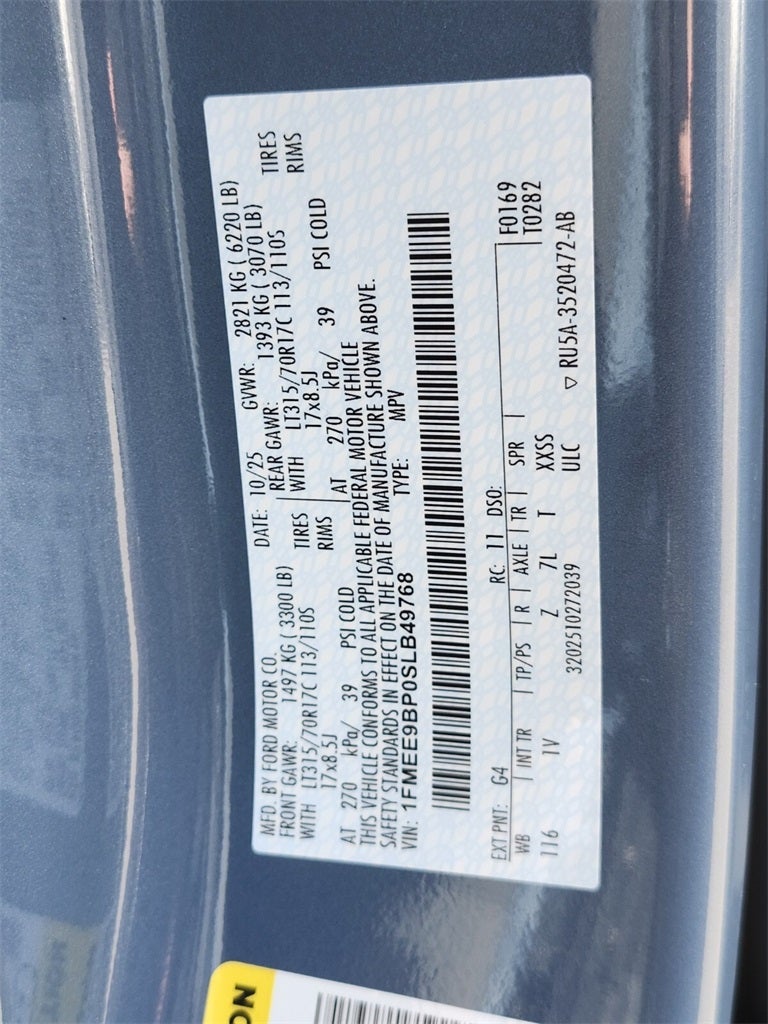 MFD. BY FORD MOTOR CO.
DATE: 10/25 GVWR: 2821 KG ( 6220 LB)
FRONT GAWR: 1497 KG ( 3300 LB) REAR GAWR: 1393 KG ( 3070 LB)
WITH LT315/70R17C 113/110S TIRES WITH LT315/70R17C 113/110S TIRES
17x8.5J RIMS 17x8.5J RIMS
AT 270 kPa/ 39 PSI COLD AT 270 kPa/ 39 PSI COLD
THIS VEHICLE CONFORMS TO ALL APPLICABLE FEDERAL MOTOR VEHICLE
SAFETY STANDARDS IN EFFECT ON THE DATE OF MANUFACTURE SHOWN ABOVE.
VIN: 1FMEE9BP0SLB49768 TYPE: MPV
EXT PNT: G4 RC: 11 DSO: F0169
WB INT TR TP/PS R AXLE TR SPR T0282
116 1V Z 7L T XXSS
3202510272039 ULC ▽ RU5A-3520472-AB
ON